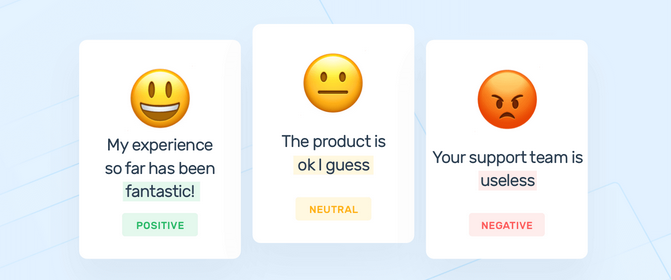 My experience
so far has been
fantastic!
POSITIVE
The product is
ok I guess
NEUTRAL
Your support team is
useless
NEGATIVE